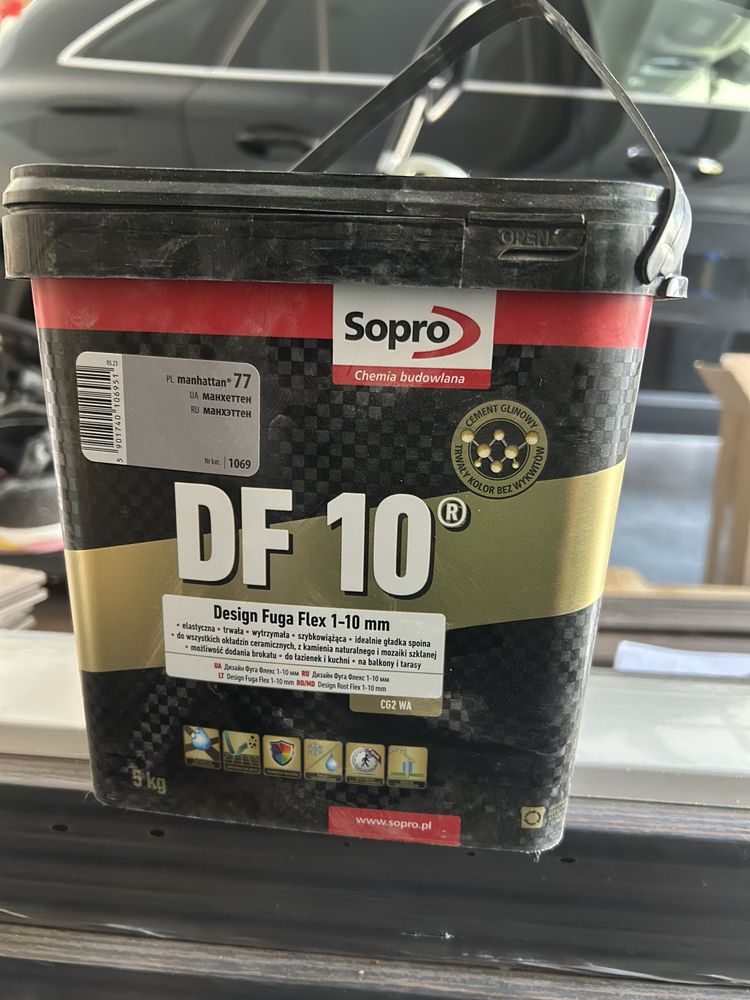 OPEN
Sopro
Chemia budowlana
05.23
PL manhattan* 77
UA манхеттен
RU манхэттен
Nr kat. 1069
5 901740 106951
CEMENT GLINOWY
TRWAŁY KOLOR BEZ WYKWITÓW
DF 10®
Design Fuga Flex 1-10 mm
• elastyczna • trwała • wytrzymała • szybkowiążąca • idealnie gładka spoina
• do wszystkich okładzin ceramicznych, z kamienia naturalnego i mozaiki szklanej
• możliwość dodania brokatu • do łazienek i kuchni • na balkony i tarasy
UA Дизайн Фуга Флекс 1-10 мм RU Дизайн Фуга Флекс 1-10 мм
LT Design Fuga Flex 1-10 mm RO/MD Design Rost Flex 1-10 mm
CG2 WA
5 kg
www.sopro.pl